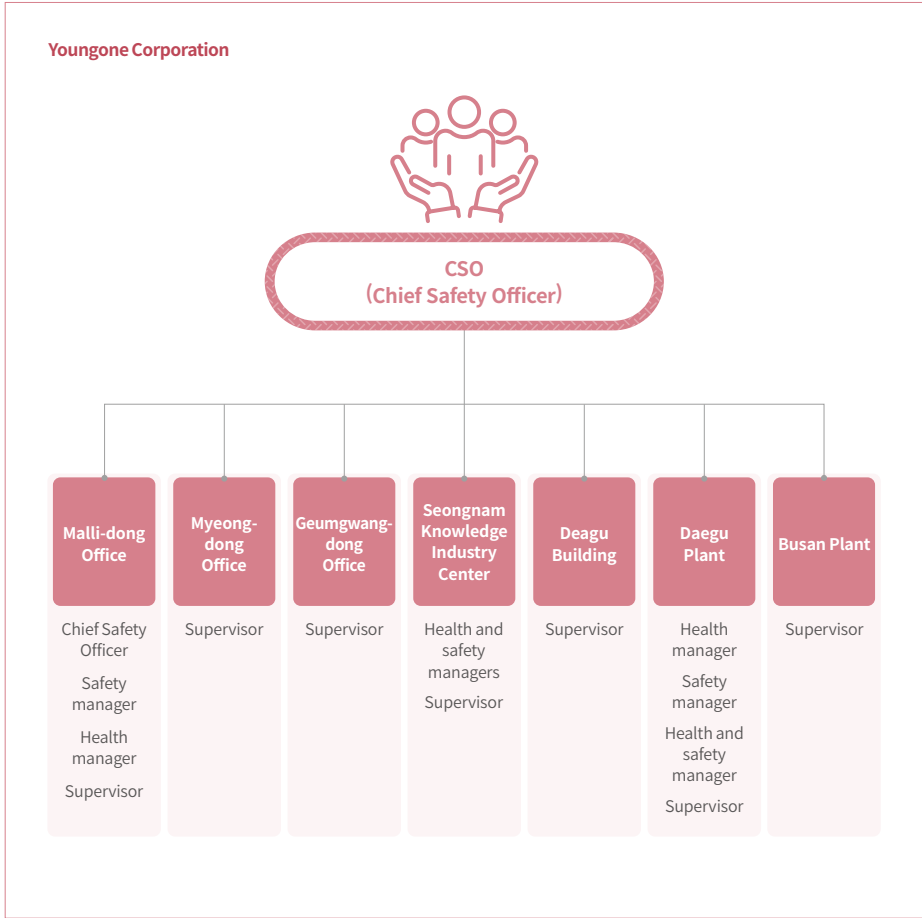 Youngone Corporation
CSO
(Chief Safety Officer)
Malli-dong
Office
Myeong-
dong
Office
Geumgwang-
dong
Office
Seongnam
Knowledge
Industry
Center
Deagu
Building
Daegu
Plant
Busan Plant
Chief Safety
Officer
Safety
manager
Health
manager
Supervisor
Supervisor
Supervisor
Health and
safety
managers
Supervisor
Supervisor
Health
manager
Safety
manager
Health and
safety
manager
Supervisor
Supervisor